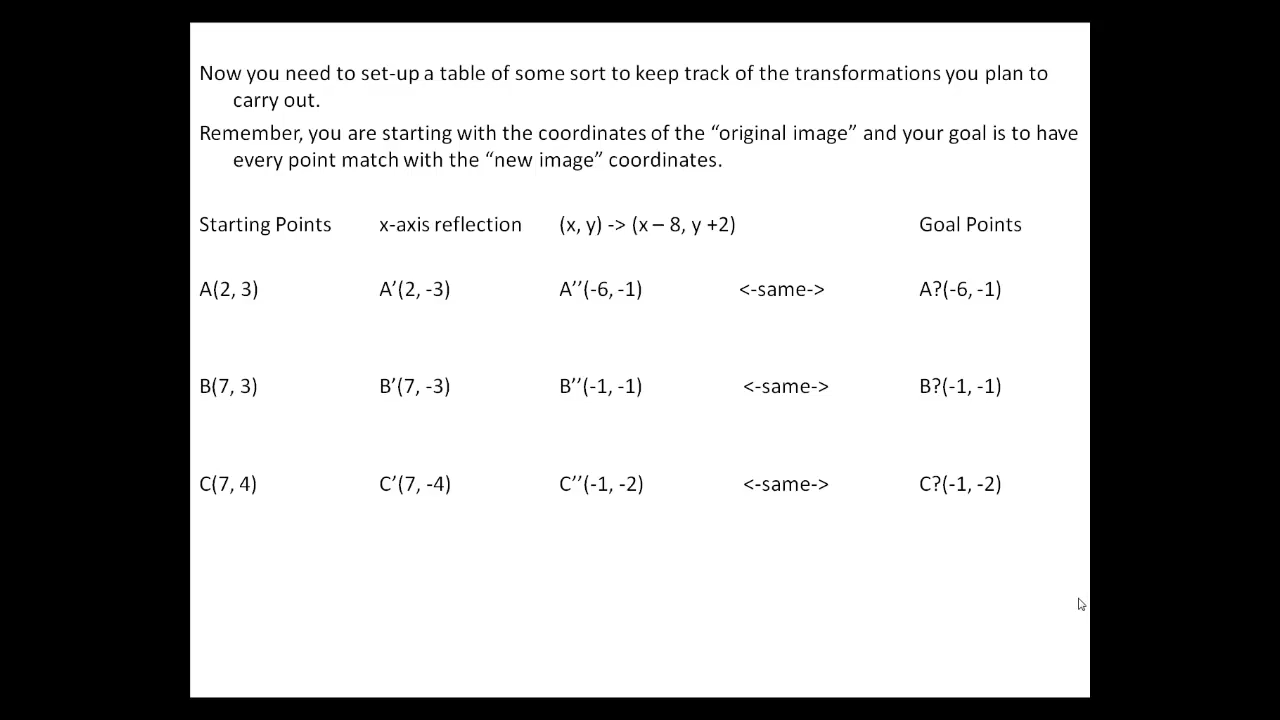 Now you need to set-up a table of some sort to keep track of the transformations you plan to
carry out.
Remember, you are starting with the coordinates of the “original image” and your goal is to have
every point match with the “new image” coordinates.
Starting Points x-axis reflection (x, y) -> (x – 8, y +2) Goal Points
A(2, 3) A’(2, -3) A’’(-6, -1) <-same-> A?(-6, -1)
B(7, 3) B’(7, -3) B’’(-1, -1) <-same-> B?(-1, -1)
C(7, 4) C’(7, -4) C’’(-1, -2) <-same-> C?(-1, -2)